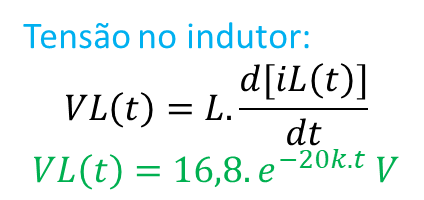 Tensão no indutor:
VL(t) = L. d[iL(t)] / dt
VL(t) = 16,8. e^{-20k.t} V